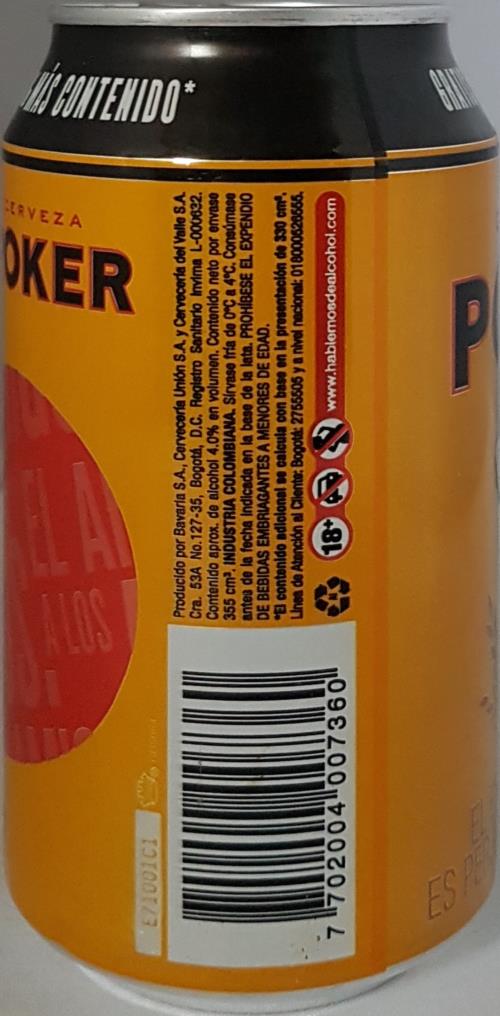 MÁS CONTENIDO*
CERVEZA
OKER
EL
A LOS
Producido por Bavaria S.A., Cervecería Unión S.A. y Cervecería del Valle S.A.
Cra. 53A No.127-35, Bogotá, D.C. Registro Sanitario Invima L-000632.
Contenido aprox. de alcohol 4.0% en volumen. Contenido neto por envase
355 cm³. INDUSTRIA COLOMBIANA. Sírvase fría de 0°C a 4°C. Consúmase
antes de la fecha indicada en la base de la lata. PROHÍBESE EL EXPENDIO
DE BEBIDAS EMBRIAGANTES A MENORES DE EDAD.
*El contenido adicional se calcula con base en la presentación de 330 cm³.
Línea de Atención al Cliente: Bogotá: 2755505 y a nivel nacional: 018000526555.
18+ www.hablemosdealcohol.com
7 702004 007360
E71001C1
EL
ES